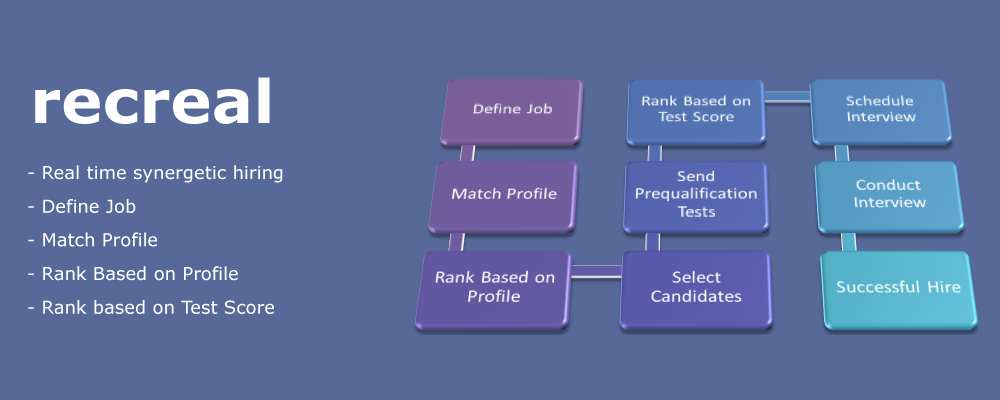 recreal
- Real time synergetic hiring
- Define Job
- Match Profile
- Rank Based on Profile
- Rank based on Test Score
Define Job
Match Profile
Rank Based on
Profile
Select
Candidates
Send
Prequalification
Tests
Rank Based on
Test Score
Schedule
Interview
Conduct
Interview
Successful Hire